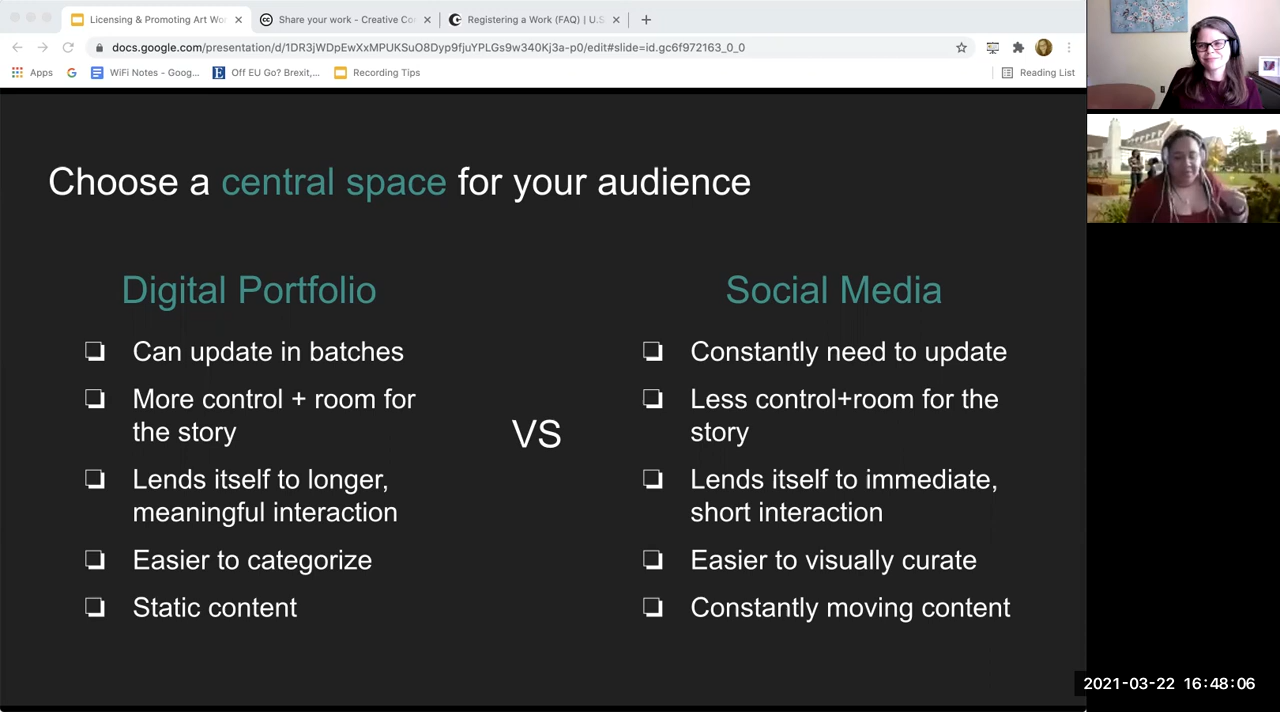 Licensing & Promoting Art Wor
Share your work - Creative Co
Registering a Work (FAQ) | U.S
docs.google.com/presentation/d/1DR3jWDpEwXxMPUKSuO8Dyp9fjuYPLGs9w340Kj3a-p0/edit#slide=id.gc6f972163_0_0
Apps
WiFi Notes - Goog...
Off EU Go? Brexit,...
Recording Tips
Reading List
Choose a central space for your audience
Digital Portfolio
Can update in batches
More control + room for
the story
Lends itself to longer,
meaningful interaction
Easier to categorize
Static content
VS
Social Media
Constantly need to update
Less control+room for the
story
Lends itself to immediate,
short interaction
Easier to visually curate
Constantly moving content
2021-03-22 16:48:06